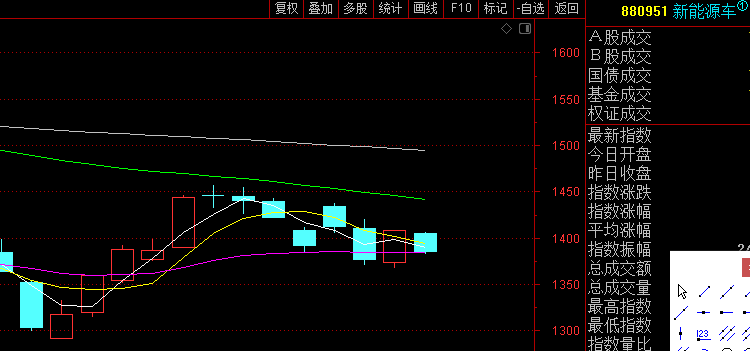 复权 叠加 多股 统计 画线 F10 标记 -自选 返回
880951 新能源车①
A股成交
B股成交
国债成交
基金成交
权证成交
最新指数
今日开盘
昨日收盘
指数涨跌
指数涨幅
平均涨幅
指数振幅
总成交额
总成交量
最高指数
最低指数
指数量比
1600
1550
1500
1450
1400
1350
1300
123